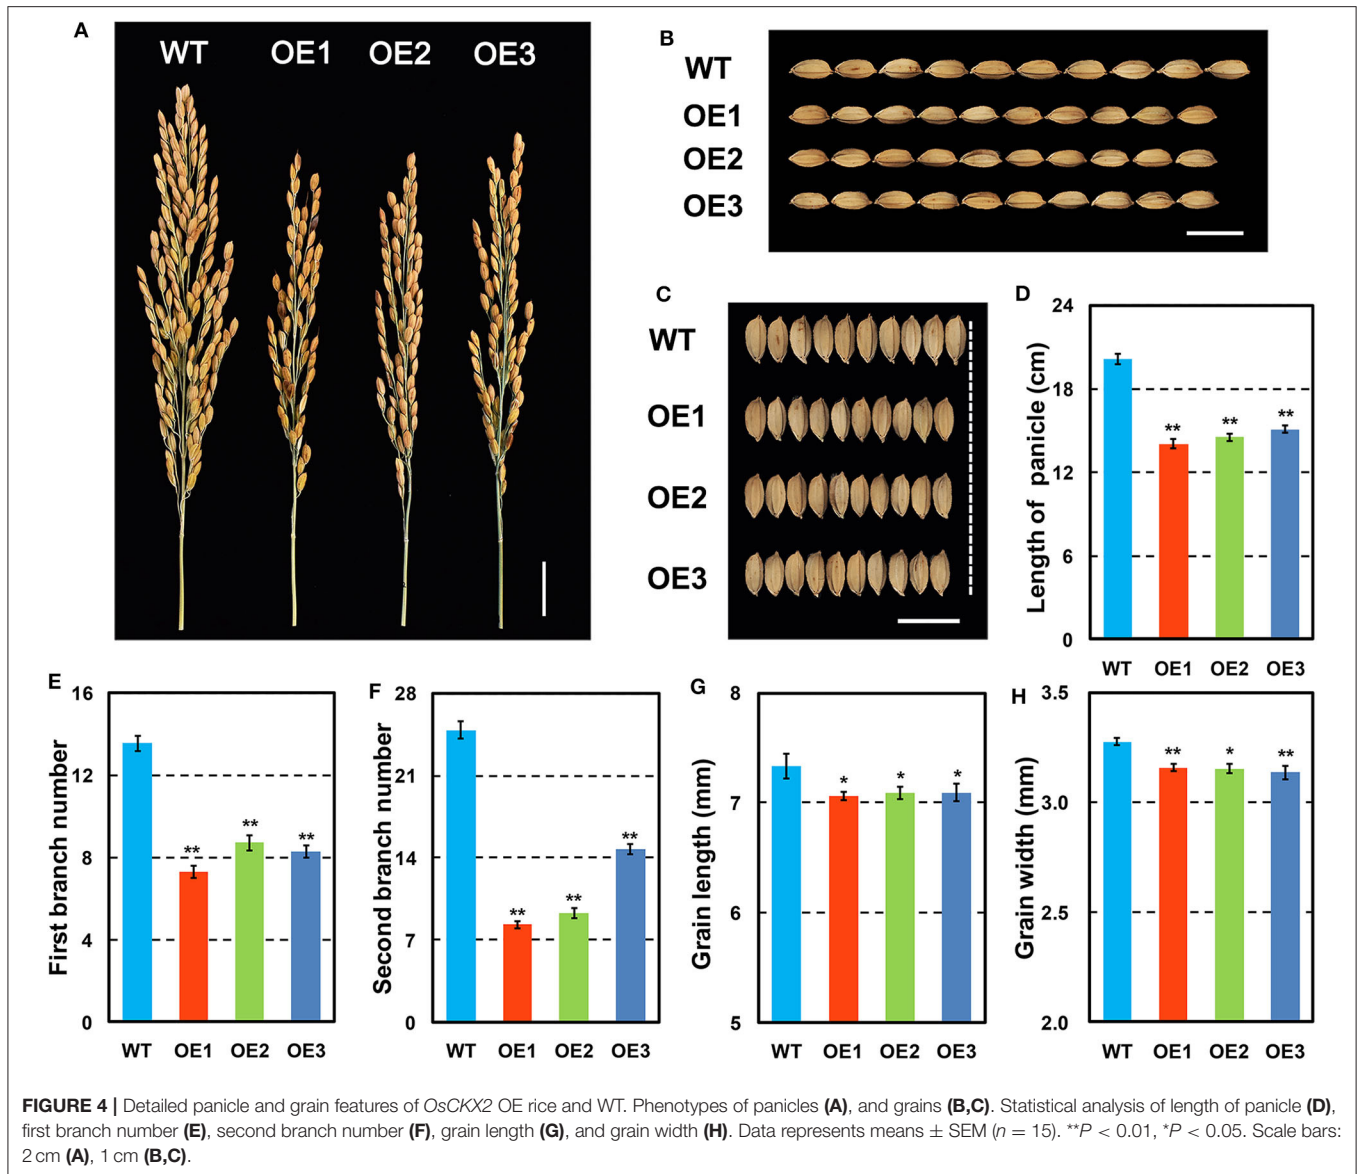 A
WT OE1 OE2 OE3
B
WT
OE1
OE2
OE3
C
WT
OE1
OE2
OE3
D
Length of panicle (cm)
24
18
12
6
0
** ** **
WT OE1 OE2 OE3
E
First branch number
16
12
8
4
0
** ** **
WT OE1 OE2 OE3
F
Second branch number
28
21
14
7
0
** ** **
WT OE1 OE2 OE3
G
Grain length (mm)
8
7
6
5
* * *
WT OE1 OE2 OE3
H
Grain width (mm)
3.5
3.0
2.5
2.0
** * **
WT OE1 OE2 OE3
FIGURE 4 | Detailed panicle and grain features of OsCKX2 OE rice and WT. Phenotypes of panicles (A), and grains (B,C). Statistical analysis of length of panicle (D),
first branch number (E), second branch number (F), grain length (G), and grain width (H). Data represents means ± SEM (n = 15). **P < 0.01, *P < 0.05. Scale bars:
2 cm (A), 1 cm (B,C).